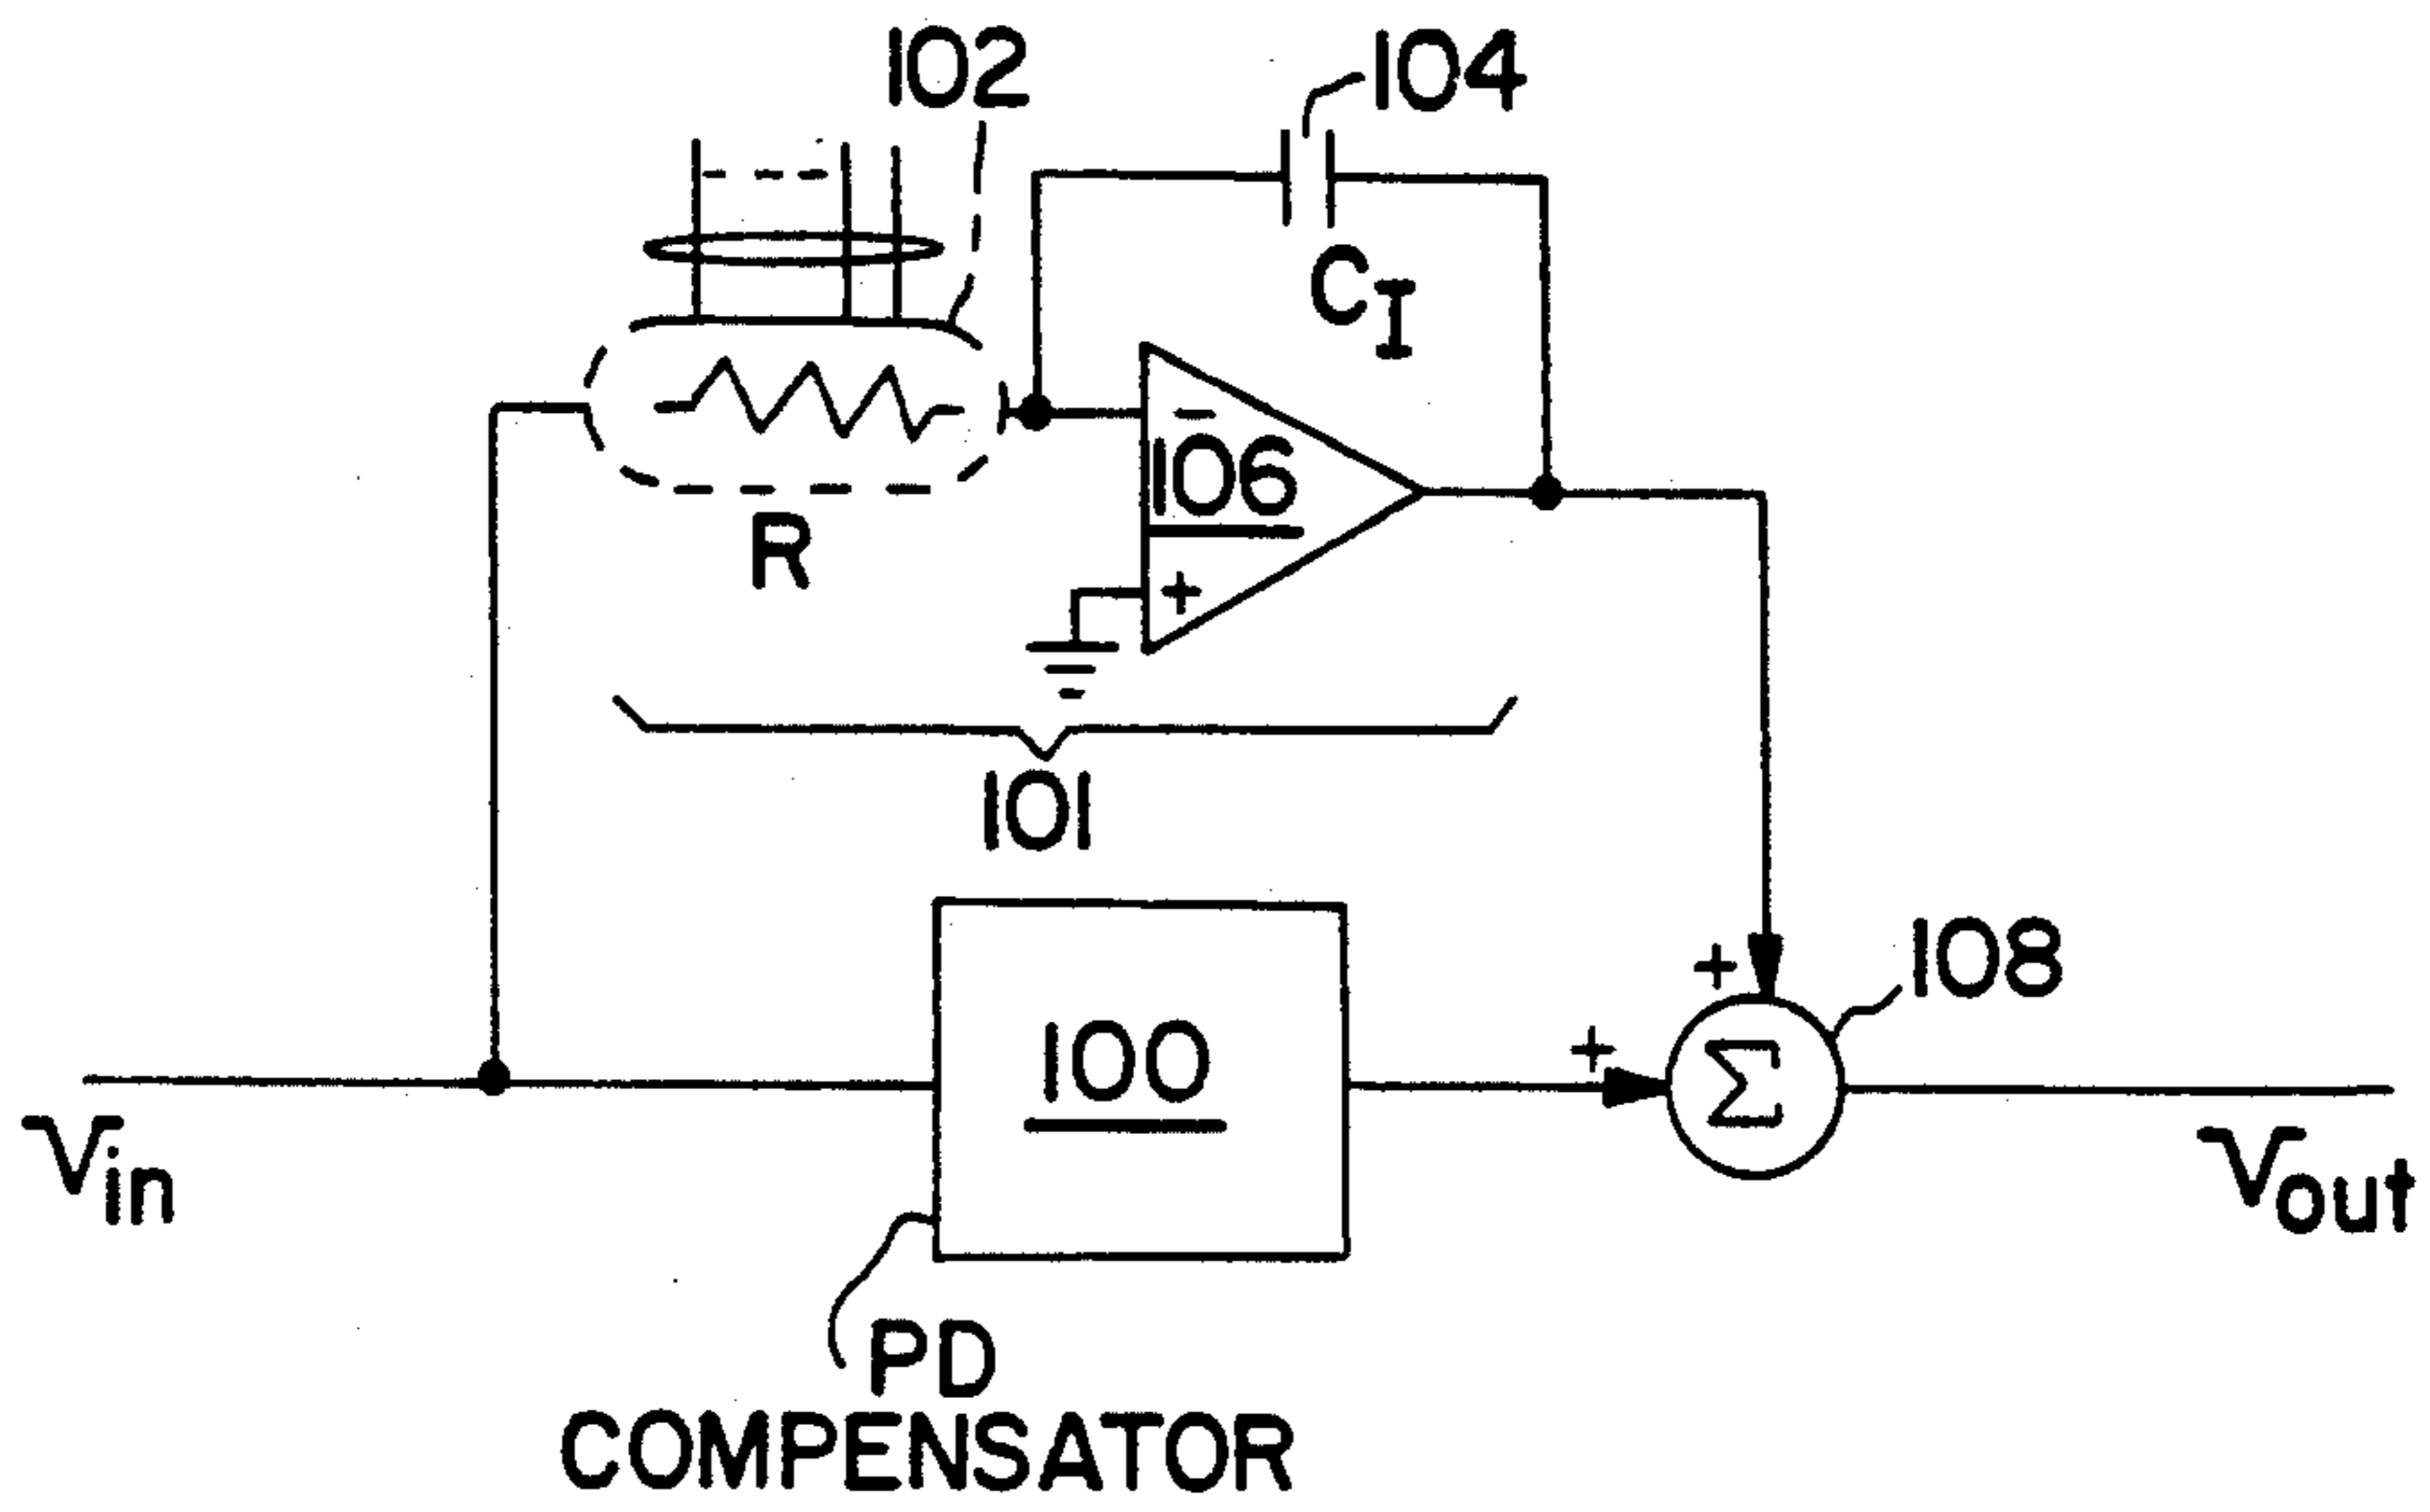 102
104
C_I
106
-
+
R
101
108
+
+
Σ
100
V_in
V_out
PD
COMPENSATOR